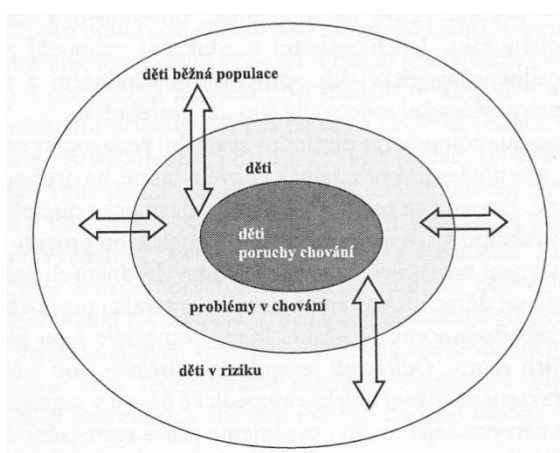 děti běžná populace
děti
děti
poruchy chování
problémy v chování
děti v riziku